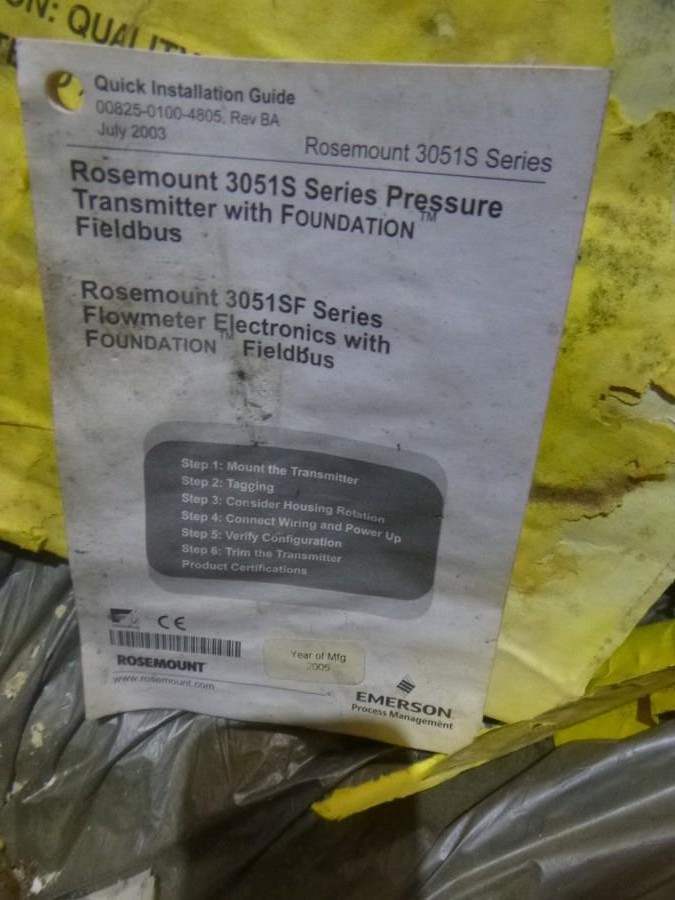 N: QUALITY
Quick Installation Guide
00825-0100-4805, Rev BA
July 2003
Rosemount 3051S Series
Rosemount 3051S Series Pressure
Transmitter with FOUNDATION™
Fieldbus
Rosemount 3051SF Series
Flowmeter Electronics with
FOUNDATION™ Fieldbus
Step 1: Mount the Transmitter
Step 2: Tagging
Step 3: Consider Housing Rotation
Step 4: Connect Wiring and Power Up
Step 5: Verify Configuration
Step 6: Trim the Transmitter
Product Certifications
CE
ROSEMOUNT
www.rosemount.com
Year of Mfg
2005
EMERSON
Process Management